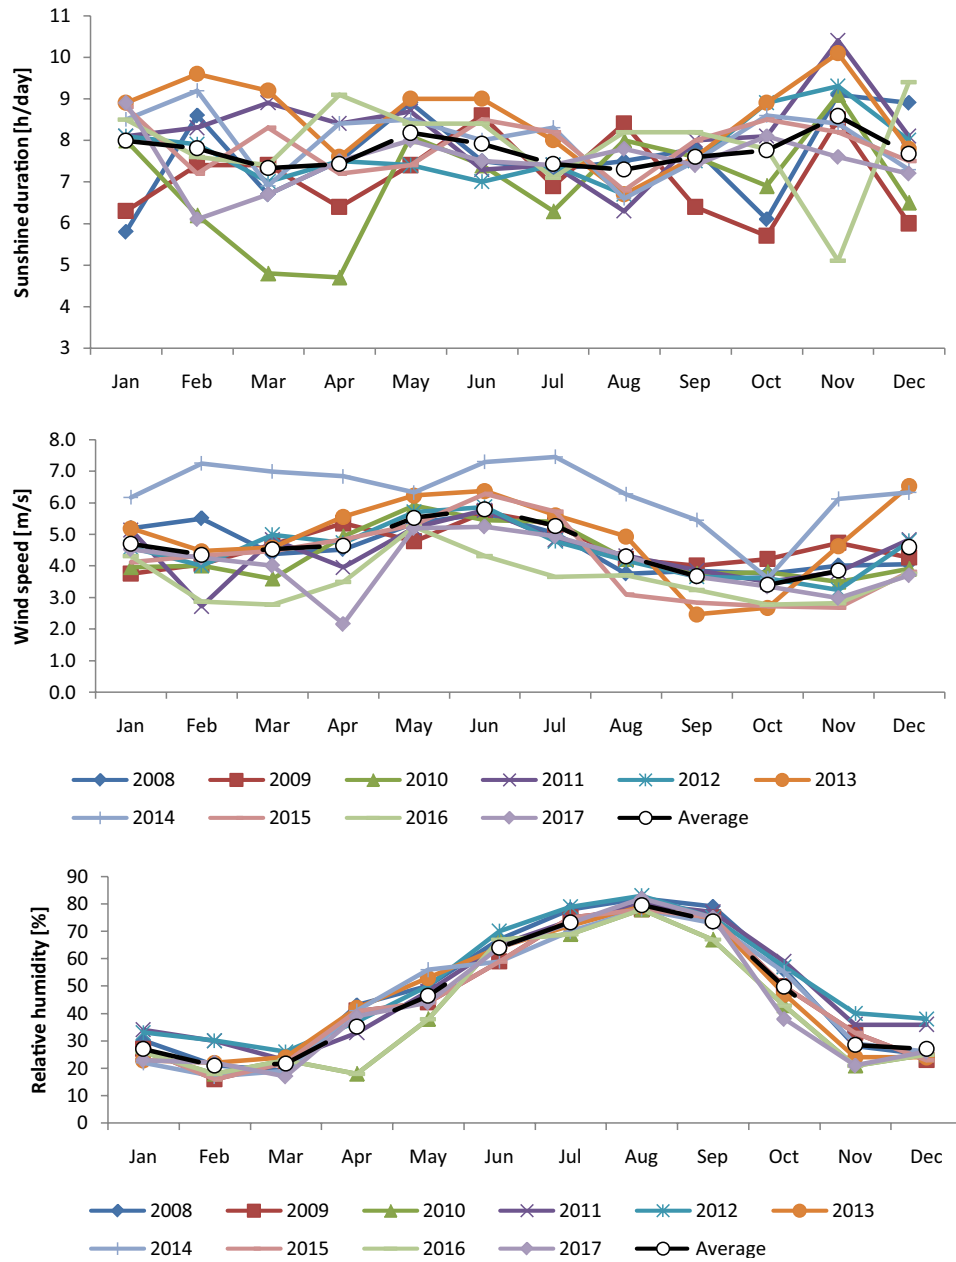 Sunshine duration [h/day]
11
10
9
8
7
6
5
4
3
Jan Feb Mar Apr May Jun Jul Aug Sep Oct Nov Dec
Wind speed [m/s]
8.0
7.0
6.0
5.0
4.0
3.0
2.0
1.0
0.0
Jan Feb Mar Apr May Jun Jul Aug Sep Oct Nov Dec
2008 2009 2010 2011 2012 2013
2014 2015 2016 2017 Average
Relative humidity [%]
90
80
70
60
50
40
30
20
10
0
Jan Feb Mar Apr May Jun Jul Aug Sep Oct Nov Dec
2008 2009 2010 2011 2012 2013
2014 2015 2016 2017 Average